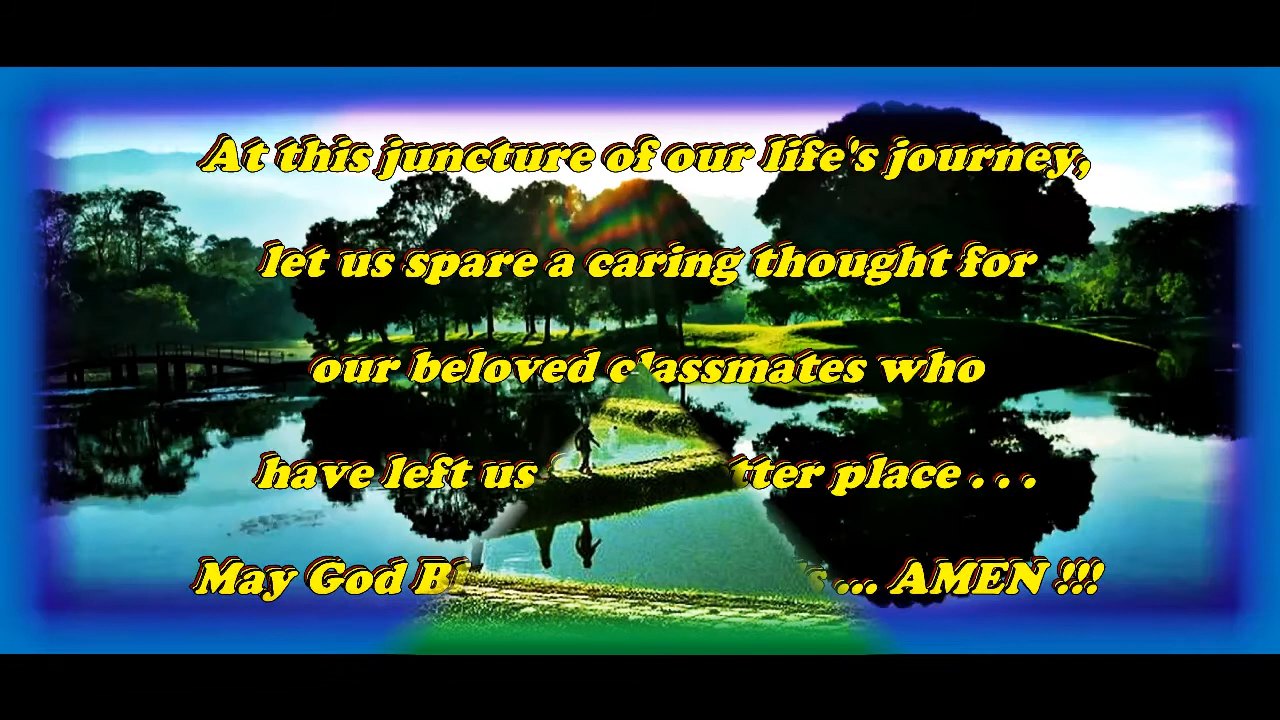 At this juncture of our life's journey,
let us spare a caring thought for
our beloved classmates who
have left us place . . .
May God ... AMEN !!!